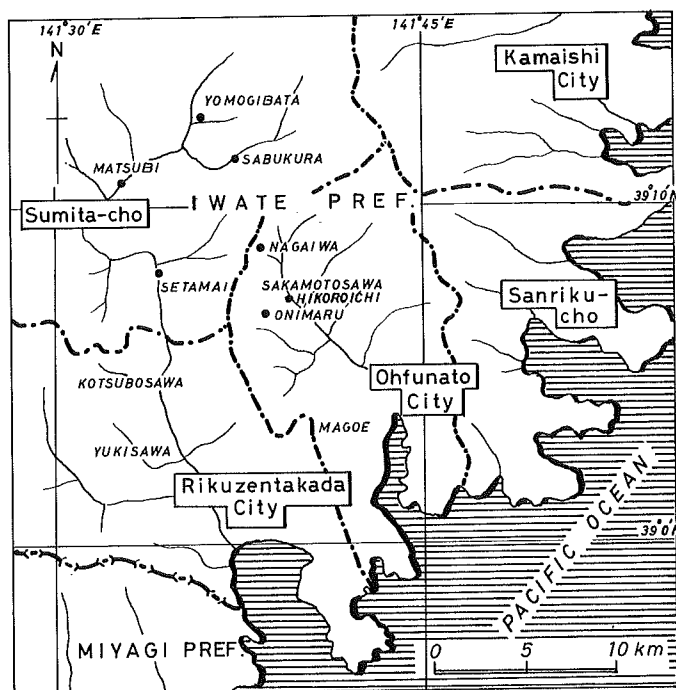 141°30'E
141°45'E
N
Kamaishi
City
YOMOGIBATA
SABUKURA
MATSUBI
IWATE PREF.
39°10'
Sumita-cho
NAGAIWA
SETAMAI
SAKAMOTOSAWA
HIKOROICHI
ONIMARU
Sanriku-
cho
KOTSUBOSAWA
Ohfunato
City
MAGOE
YUKISAWA
Rikuzentakada
City
PACIFIC OCEAN
39°0'
MIYAGI PREF.
0 5 10 km